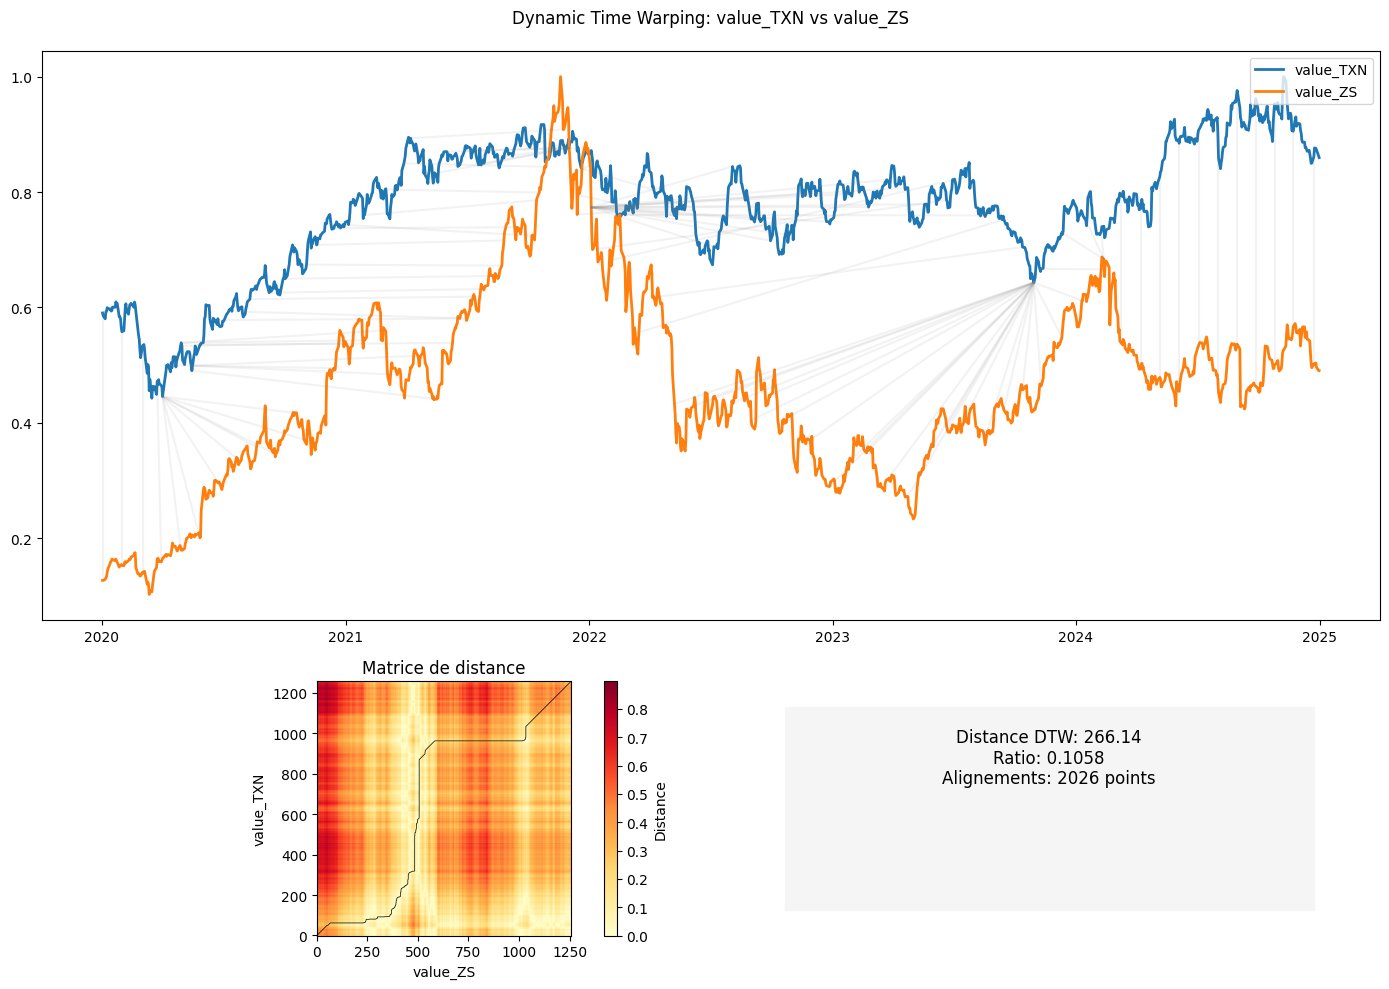 Dynamic Time Warping: value_TXN vs value_ZS
value_TXN
value_ZS
1.0
0.8
0.6
0.4
0.2
2020 2021 2022 2023 2024 2025
Matrice de distance
1200
1000
800
600
400
200
0
value_TXN
0 250 500 750 1000 1250
value_ZS
0.8
0.7
0.6
0.5
0.4
0.3
0.2
0.1
0.0
Distance
Distance DTW: 266.14
Ratio: 0.1058
Alignements: 2026 points